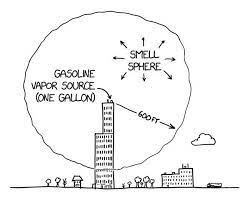 SMELL
SPHERE
GASOLINE
VAPOR SOURCE
(ONE GALLON)
600 FT